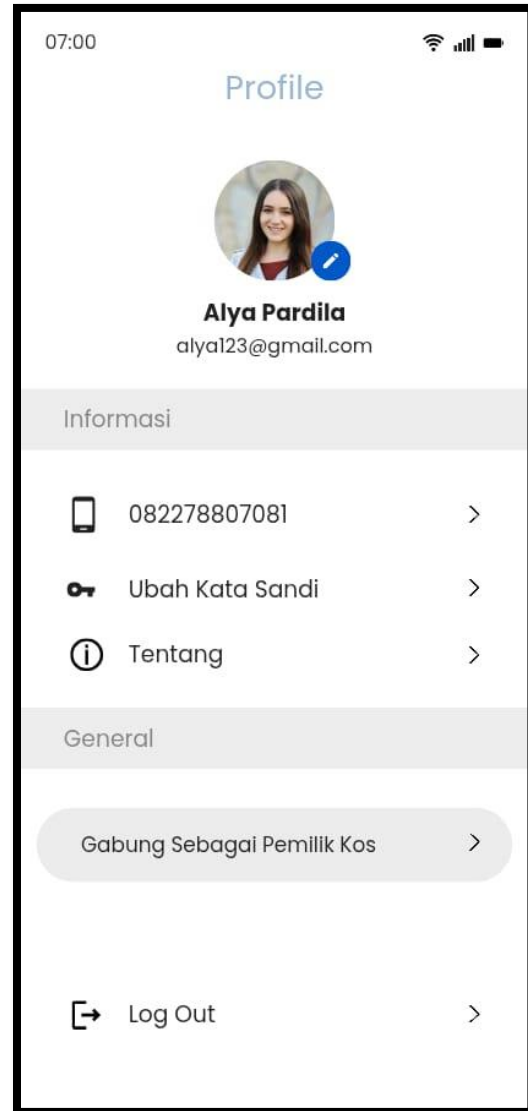 07:00
Profile
Alya Pardila
alya123@gmail.com
Informasi
082278807081
Ubah Kata Sandi
Tentang
General
Gabung Sebagai Pemilik Kos
Log Out